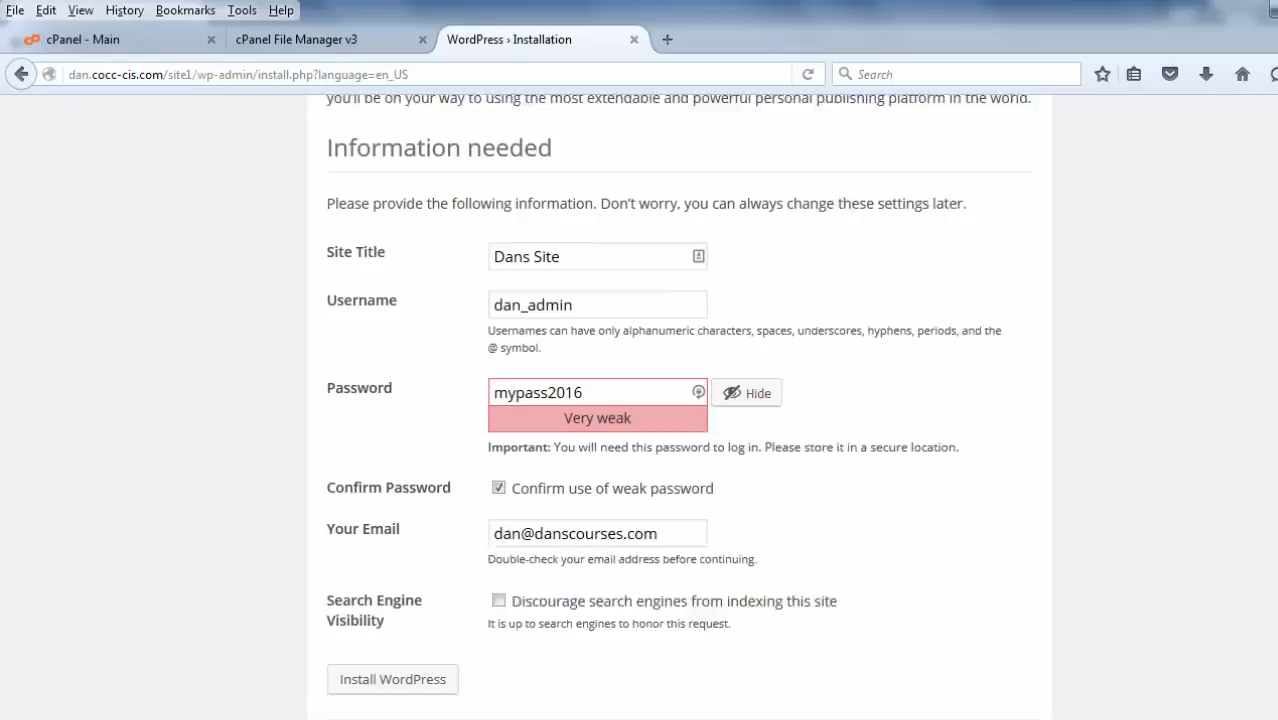 File Edit View History Bookmarks Tools Help
cPanel - Main
cPanel File Manager v3
WordPress › Installation
dan.cocc-cis.com/site1/wp-admin/install.php?language=en_US
Search
you'll be on your way to using the most extendable and powerful personal publishing platform in the world.
Information needed
Please provide the following information. Don't worry, you can always change these settings later.
Site Title
Dans Site
Username
dan_admin
Usernames can have only alphanumeric characters, spaces, underscores, hyphens, periods, and the
@ symbol.
Password
mypass2016
Hide
Very weak
Important: You will need this password to log in. Please store it in a secure location.
Confirm Password
Confirm use of weak password
Your Email
dan@danscourses.com
Double-check your email address before continuing.
Search Engine
Visibility
Discourage search engines from indexing this site
It is up to search engines to honor this request.
Install WordPress